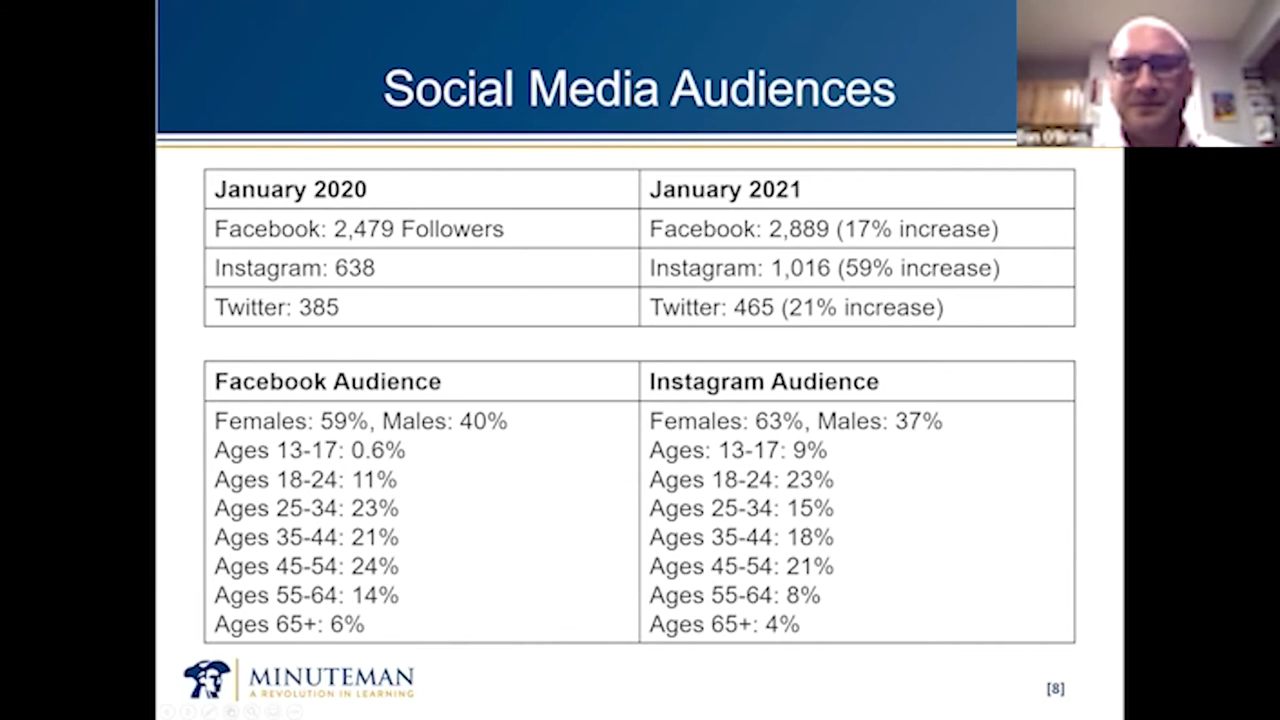 Social Media Audiences
January 2020
January 2021
Facebook: 2,479 Followers
Facebook: 2,889 (17% increase)
Instagram: 638
Instagram: 1,016 (59% increase)
Twitter: 385
Twitter: 465 (21% increase)
Facebook Audience
Females: 59%, Males: 40%
Ages 13-17: 0.6%
Ages 18-24: 11%
Ages 25-34: 23%
Ages 35-44: 21%
Ages 45-54: 24%
Ages 55-64: 14%
Ages 65+: 6%
Instagram Audience
Females: 63%, Males: 37%
Ages: 13-17: 9%
Ages 18-24: 23%
Ages 25-34: 15%
Ages 35-44: 18%
Ages 45-54: 21%
Ages 55-64: 8%
Ages 65+: 4%
MINUTEMAN
A REVOLUTION IN LEARNING
[8]